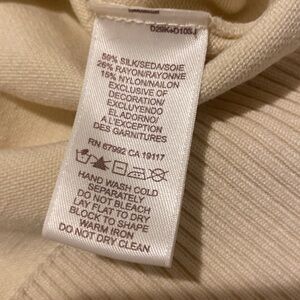 59% SILK/SEDA/SOIE
26% RAYON/RAYONNE
15% NYLON/NAILON
EXCLUSIVE OF
DECORATION/
EXCLUYENDO
EL ADORNO/
A L'EXCEPTION
DES GARNITURES
RN 67992 CA 19117
HAND WASH COLD
SEPARATELY
DO NOT BLEACH
LAY FLAT TO DRY
BLOCK TO SHAPE
WARM IRON
DO NOT DRY CLEAN